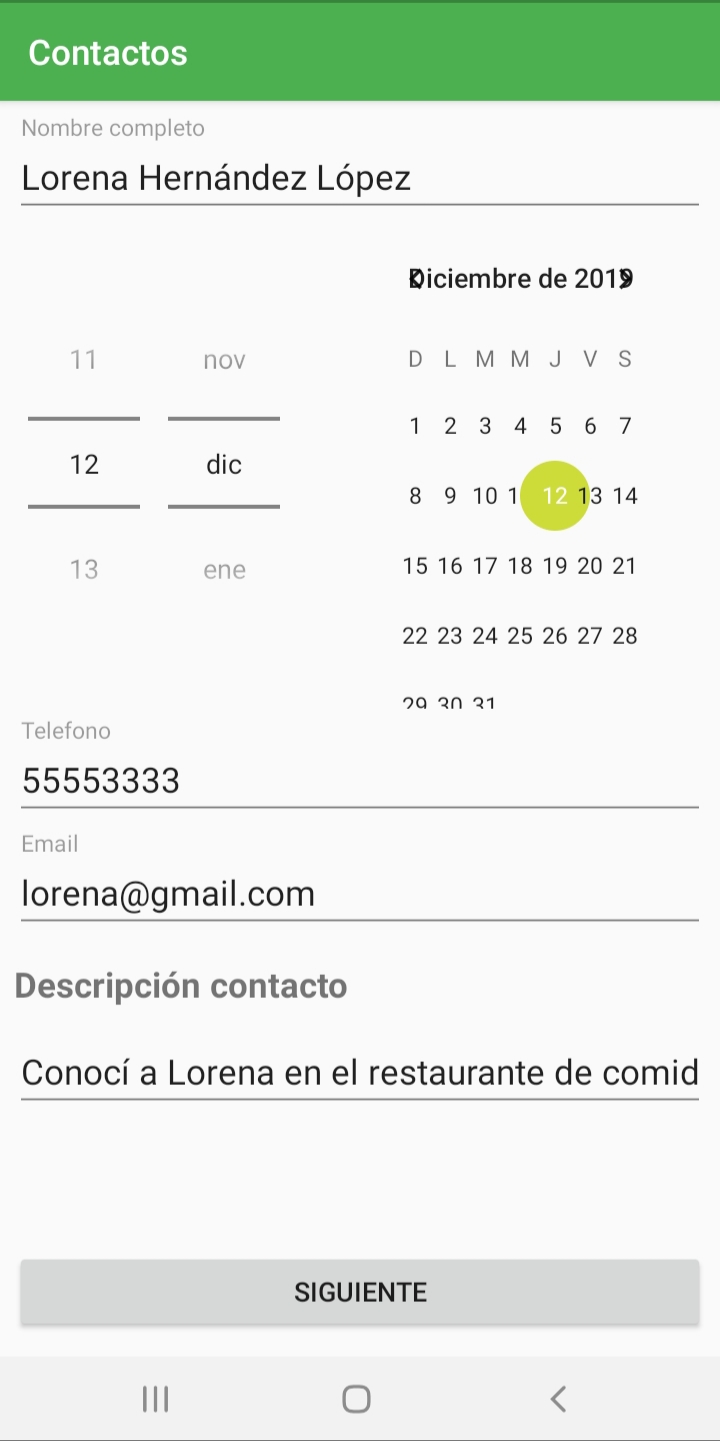 Contactos
Nombre completo
Lorena Hernández López
Diciembre de 2019
11 nov
12 dic
13 ene
D L M M J V S
1 2 3 4 5 6 7
8 9 10 1 12 13 14
15 16 17 18 19 20 21
22 23 24 25 26 27 28
29 30 31
Telefono
55553333
Email
lorena@gmail.com
Descripción contacto
Conocí a Lorena en el restaurante de comid
SIGUIENTE